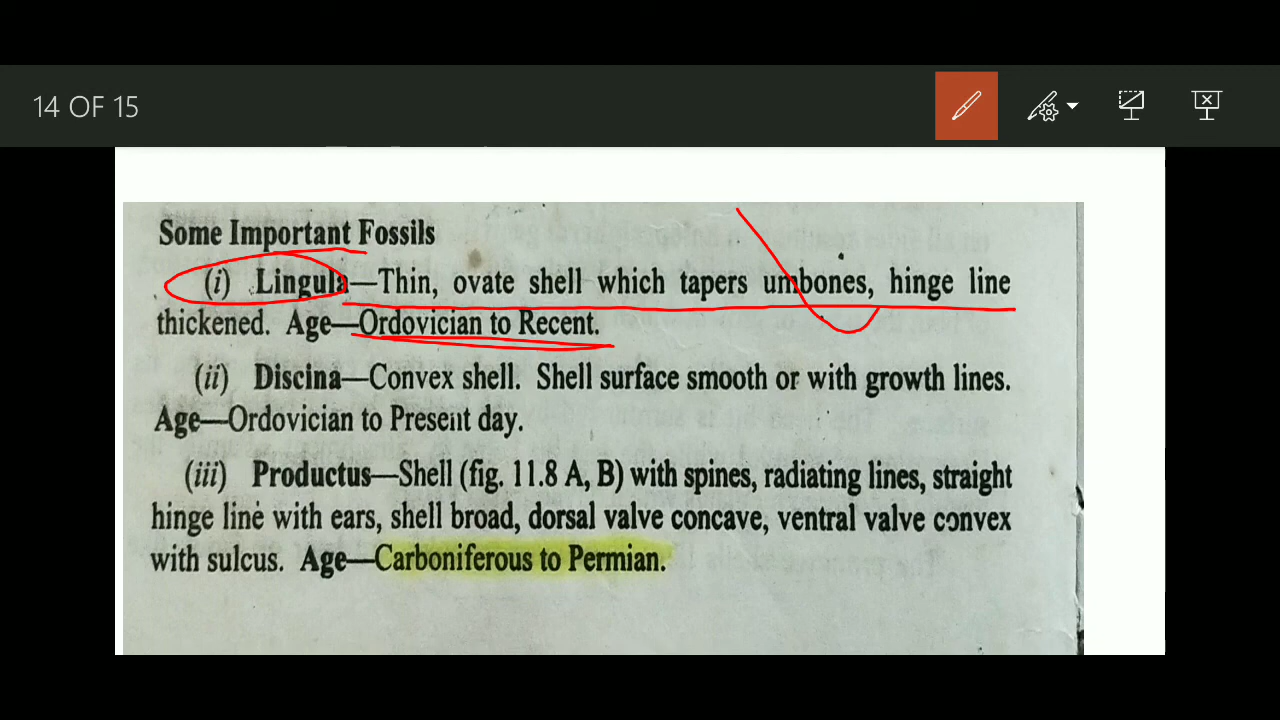 14 OF 15
Some Important Fossils
(i) Lingula—Thin, ovate shell which tapers umbones, hinge line
thickened. Age—Ordovician to Recent.
(ii) Discina—Convex shell. Shell surface smooth or with growth lines.
Age—Ordovician to Present day.
(iii) Productus—Shell (fig. 11.8 A, B) with spines, radiating lines, straight
hinge line with ears, shell broad, dorsal valve concave, ventral valve convex
with sulcus. Age—Carboniferous to Permian.